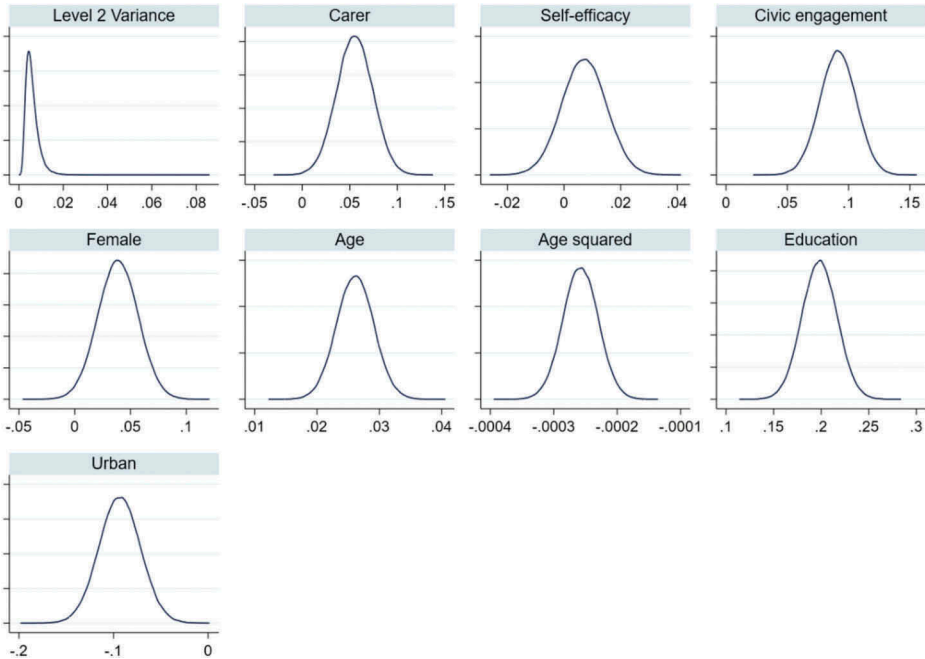 Level 2 Variance
Carer
Self-efficacy
Civic engagement
0 .02 .04 .06 .08
-.05 0 .05 .1 .15
-.02 0 .02 .04
0 .05 .1 .15
Female
Age
Age squared
Education
-.05 0 .05 .1
.01 .02 .03 .04
-.0004 -.0003 -.0002 -.0001
.1 .15 .2 .25 .3
Urban
-.2 -.1 0